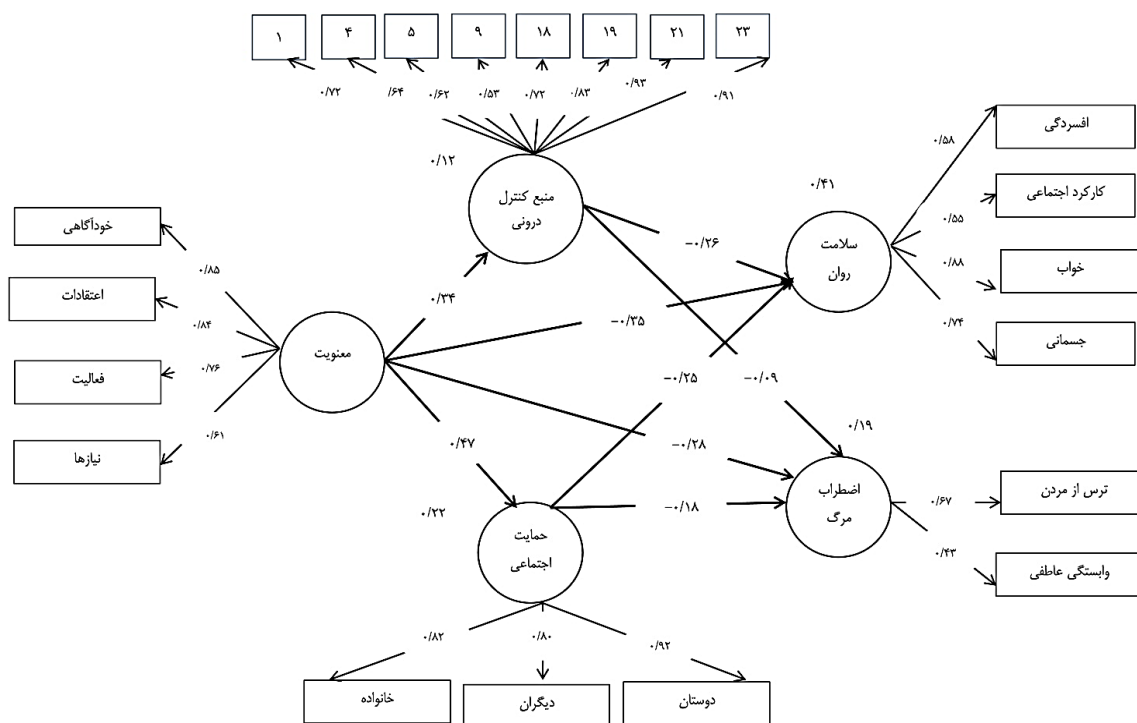 ۱ ۴ ۵ ۹ ۱۸ ۱۹ ۲۱ ۲۳
۰/۷۲ /۶۴ ۰/۶۲ ۰/۵۳ ۰/۷۲ ۰/۸۳ ۰/۹۳ ۰/۹۱
۰/۱۲
منبع کنترل
درونی
۰/۴۱
سلامت
روان
۰/۵۸
۰/۵۵
۰/۸۸
۰/۷۴
افسردگی
کارکرد اجتماعی
خواب
جسمانی
خودآگاهی
اعتقادات
فعالیت
نیازها
۰/۸۵
۰/۸۴
۰/۷۶
۰/۶۱
معنویت
۰/۳۴
۰/۴۷
-۰/۲۶
-۰/۳۵
-۰/۲۵
-۰/۰۹
-۰/۲۸
-۰/۱۸
۰/۱۹
اضطراب
مرگ
۰/۶۷
۰/۴۳
ترس از مردن
وابستگی عاطفی
۰/۲۲
حمایت
اجتماعی
۰/۸۲ ۰/۸۰ ۰/۹۲
خانواده
دیگران
دوستان